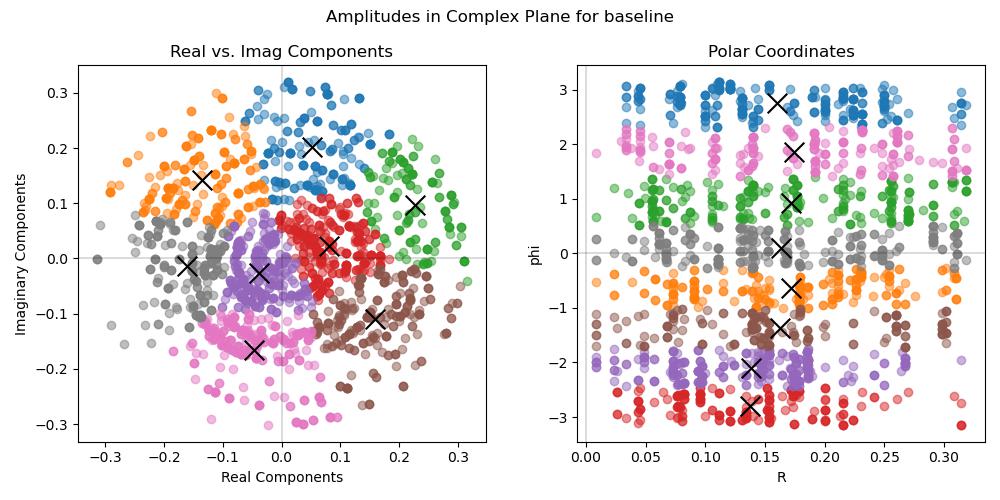 Amplitudes in Complex Plane for baseline
Real vs. Imag Components
Imaginary Components
0.3
0.2
0.1
0.0
−0.1
−0.2
−0.3
−0.3 −0.2 −0.1 0.0 0.1 0.2 0.3
Real Components
Polar Coordinates
phi
3
2
1
0
−1
−2
−3
0.00 0.05 0.10 0.15 0.20 0.25 0.30
R